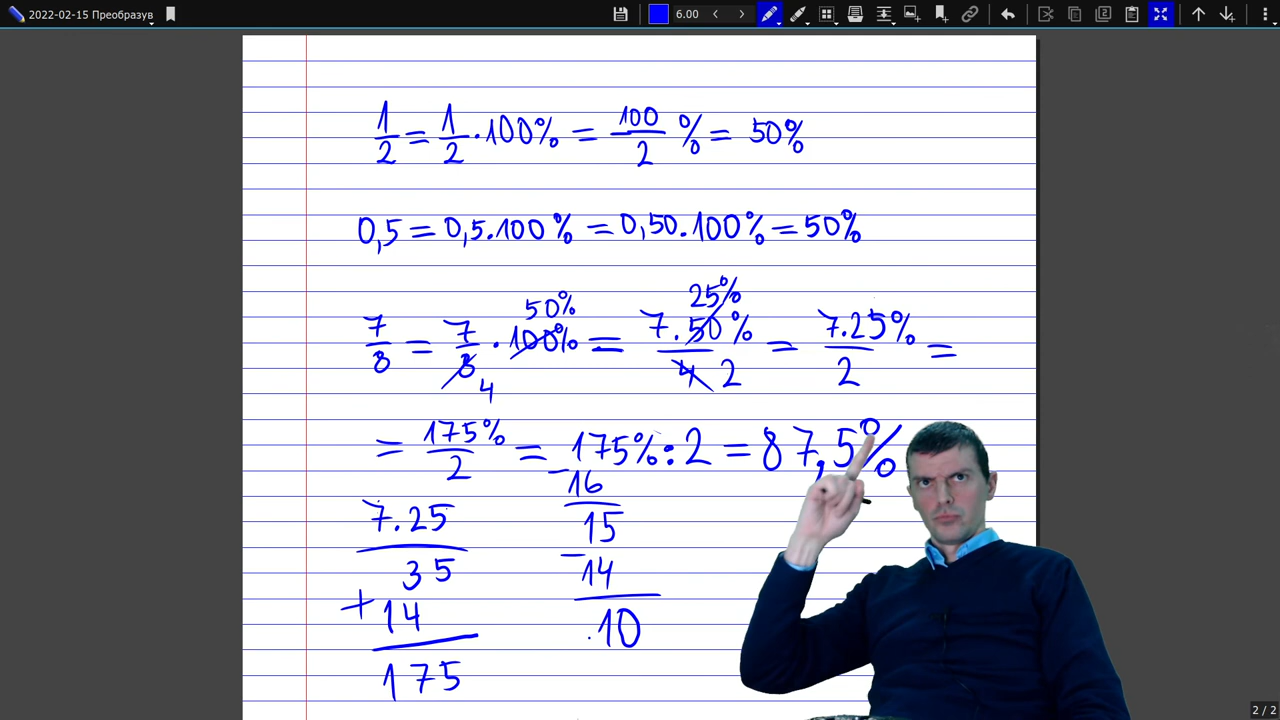 2022-02-15 Преобразув
6.00
1/2 = 1/2 · 100% = 100/2 % = 50%
0,5 = 0,5.100% = 0,50.100% = 50%
50% 25%
7/8 = 7/8 · 100% = 7.50%/4 2 = 7.25%/2 =
4
= 175%/2 = 175% : 2 = 87,5%
7.25
35
+ 14
175
- 16
15
- 14
.10
2 / 2